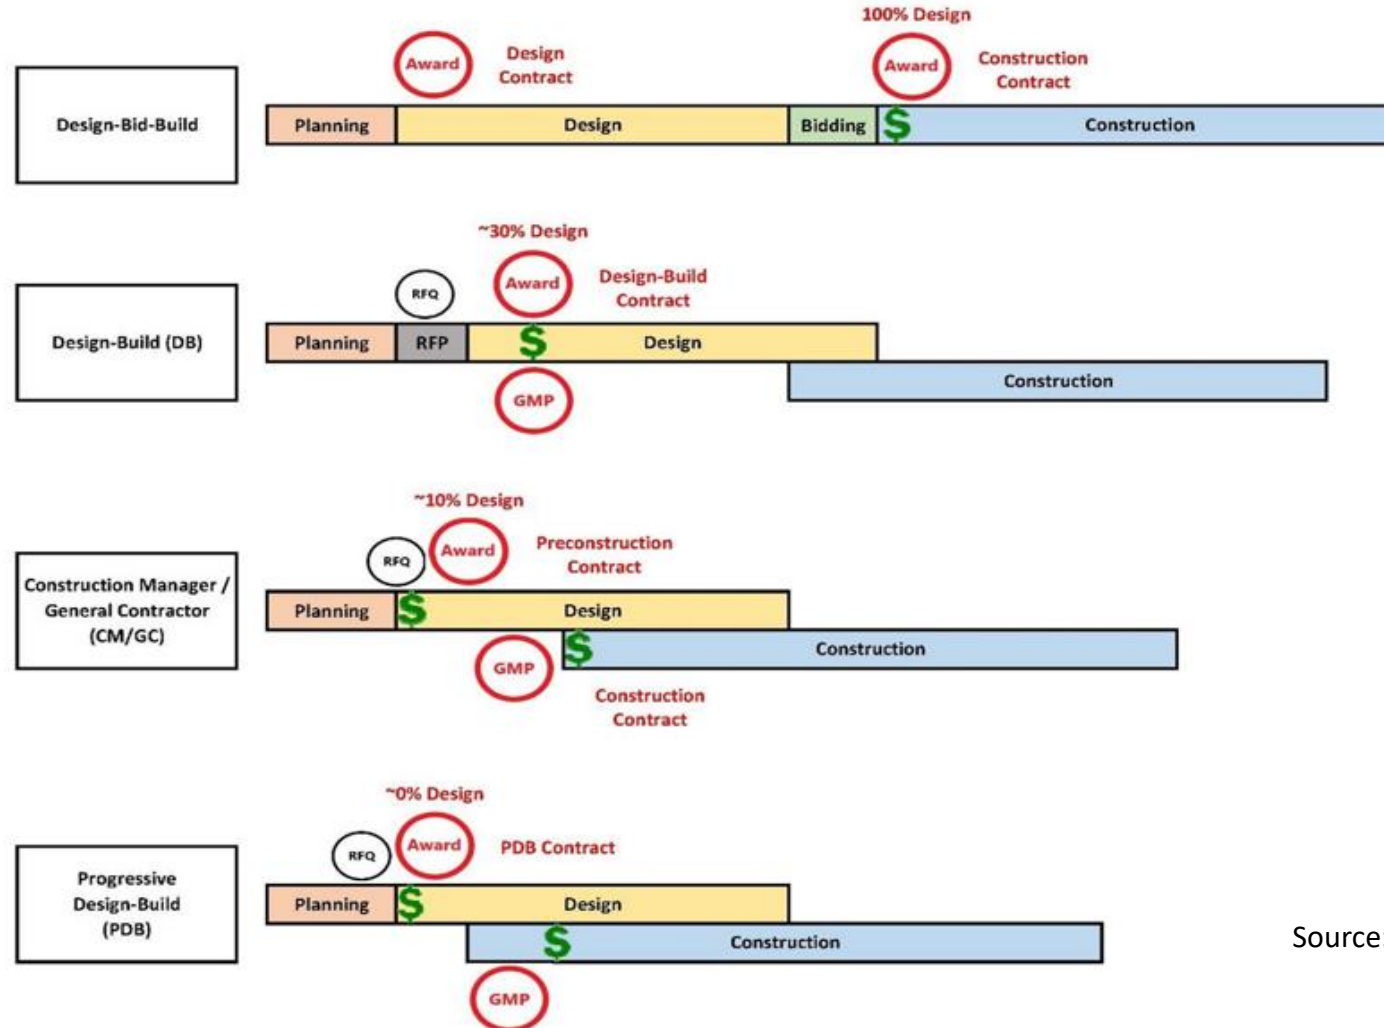 100% Design
Award
Design
Contract
Award
Construction
Contract
Design-Bid-Build
Planning
Design
Bidding
$
Construction
~30% Design
RFQ
Award
Design-Build
Contract
Design-Build (DB)
Planning
RFP
$
Design
GMP
Construction
~10% Design
RFQ
Award
Preconstruction
Contract
Construction Manager /
General Contractor
(CM/GC)
Planning
$
Design
GMP
$
Construction
Construction
Contract
~0% Design
RFQ
Award
PDB Contract
Progressive
Design-Build
(PDB)
Planning
$
Design
$
Construction
GMP
Source: